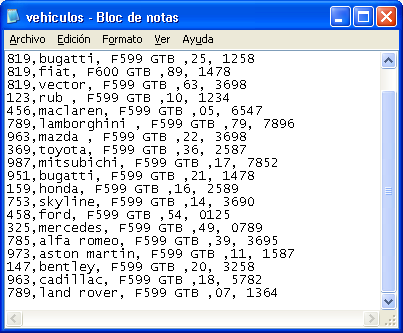 vehiculos - Bloc de notas
Archivo Edición Formato Ver Ayuda
819,bugatti, F599 GTB ,25, 1258
819,fiat, F600 GTB ,89, 1478
819,vector, F599 GTB ,63, 3698
123,rub , F599 GTB ,10, 1234
456,maclaren, F599 GTB ,05, 6547
789,lamborghini , F599 GTB ,79, 7896
963,mazda , F599 GTB ,22, 3698
369,toyota, F599 GTB ,36, 2587
987,mitsubichi, F599 GTB ,17, 7852
951,bugatti, F599 GTB ,21, 1478
159,honda, F599 GTB ,16, 2589
753,skyline, F599 GTB ,14, 3690
458,ford, F599 GTB ,54, 0125
325,mercedes, F599 GTB ,49, 0789
785,alfa romeo, F599 GTB ,39, 3695
973,aston martin, F599 GTB ,11, 1587
147,bentley, F599 GTB ,20, 3258
963,cadillac, F599 GTB ,18, 5782
789,land rover, F599 GTB ,07, 1364